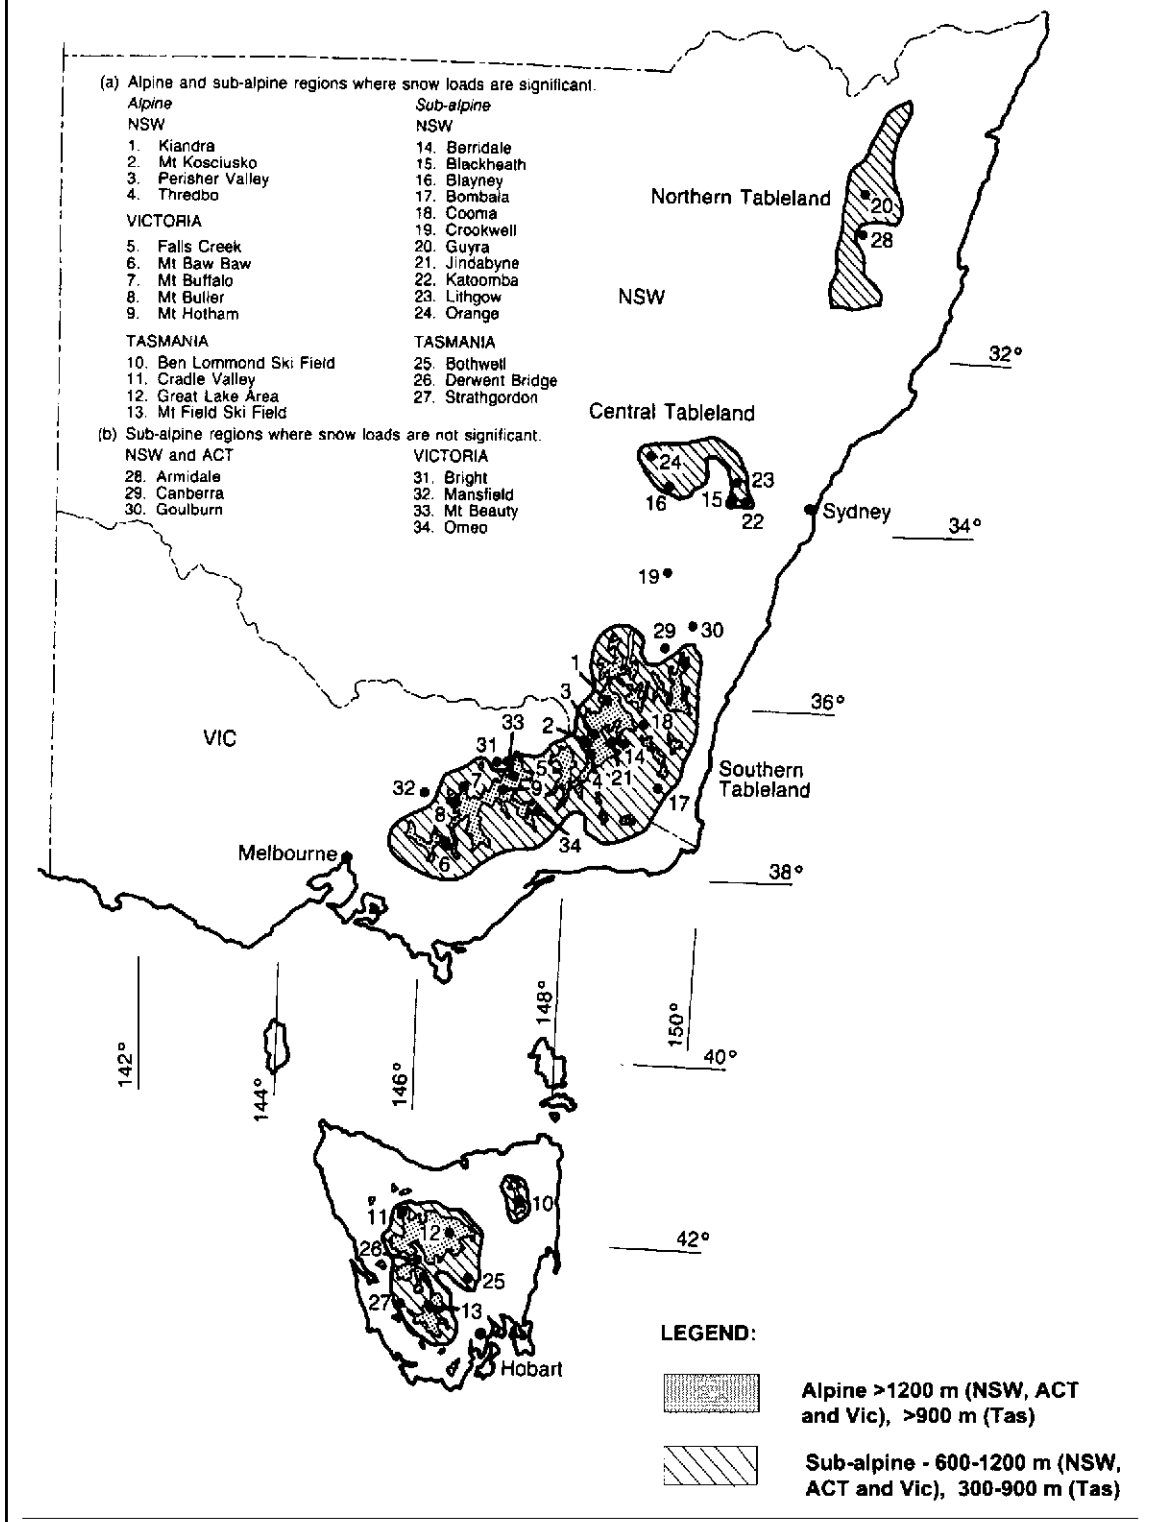 (a) Alpine and sub-alpine regions where snow loads are significant.
Alpine
NSW
1. Kiandra
2. Mt Kosciusko
3. Perisher Valley
4. Thredbo
VICTORIA
5. Falls Creek
6. Mt Baw Baw
7. Mt Buffalo
8. Mt Buller
9. Mt Hotham
TASMANIA
10. Ben Lommond Ski Field
11. Cradle Valley
12. Great Lake Area
13. Mt Field Ski Field
Sub-alpine
NSW
14. Berridale
15. Blackheath
16. Blayney
17. Bombala
18. Cooma
19. Crookwell
20. Guyra
21. Jindabyne
22. Katoomba
23. Lithgow
24. Orange
TASMANIA
25. Bothwell
26. Derwent Bridge
27. Strathgordon
(b) Sub-alpine regions where snow loads are not significant.
NSW and ACT
28. Armidale
29. Canberra
30. Goulburn
VICTORIA
31. Bright
32. Mansfield
33. Mt Beauty
34. Omeo
Northern Tableland
20
28
NSW
32°
Central Tableland
24
23
16
15
22
Sydney
34°
19
30
29
1
3
36°
18
2
33
VIC
31
14
5
Southern
Tableland
7
4
21
9
32
17
8
34
Melbourne
6
38°
148°
150°
142°
40°
146°
144°
10
11
12
42°
26
25
27
13
Hobart
LEGEND:
Alpine >1200 m (NSW, ACT
and Vic), >900 m (Tas)
Sub-alpine - 600-1200 m (NSW,
ACT and Vic), 300-900 m (Tas)